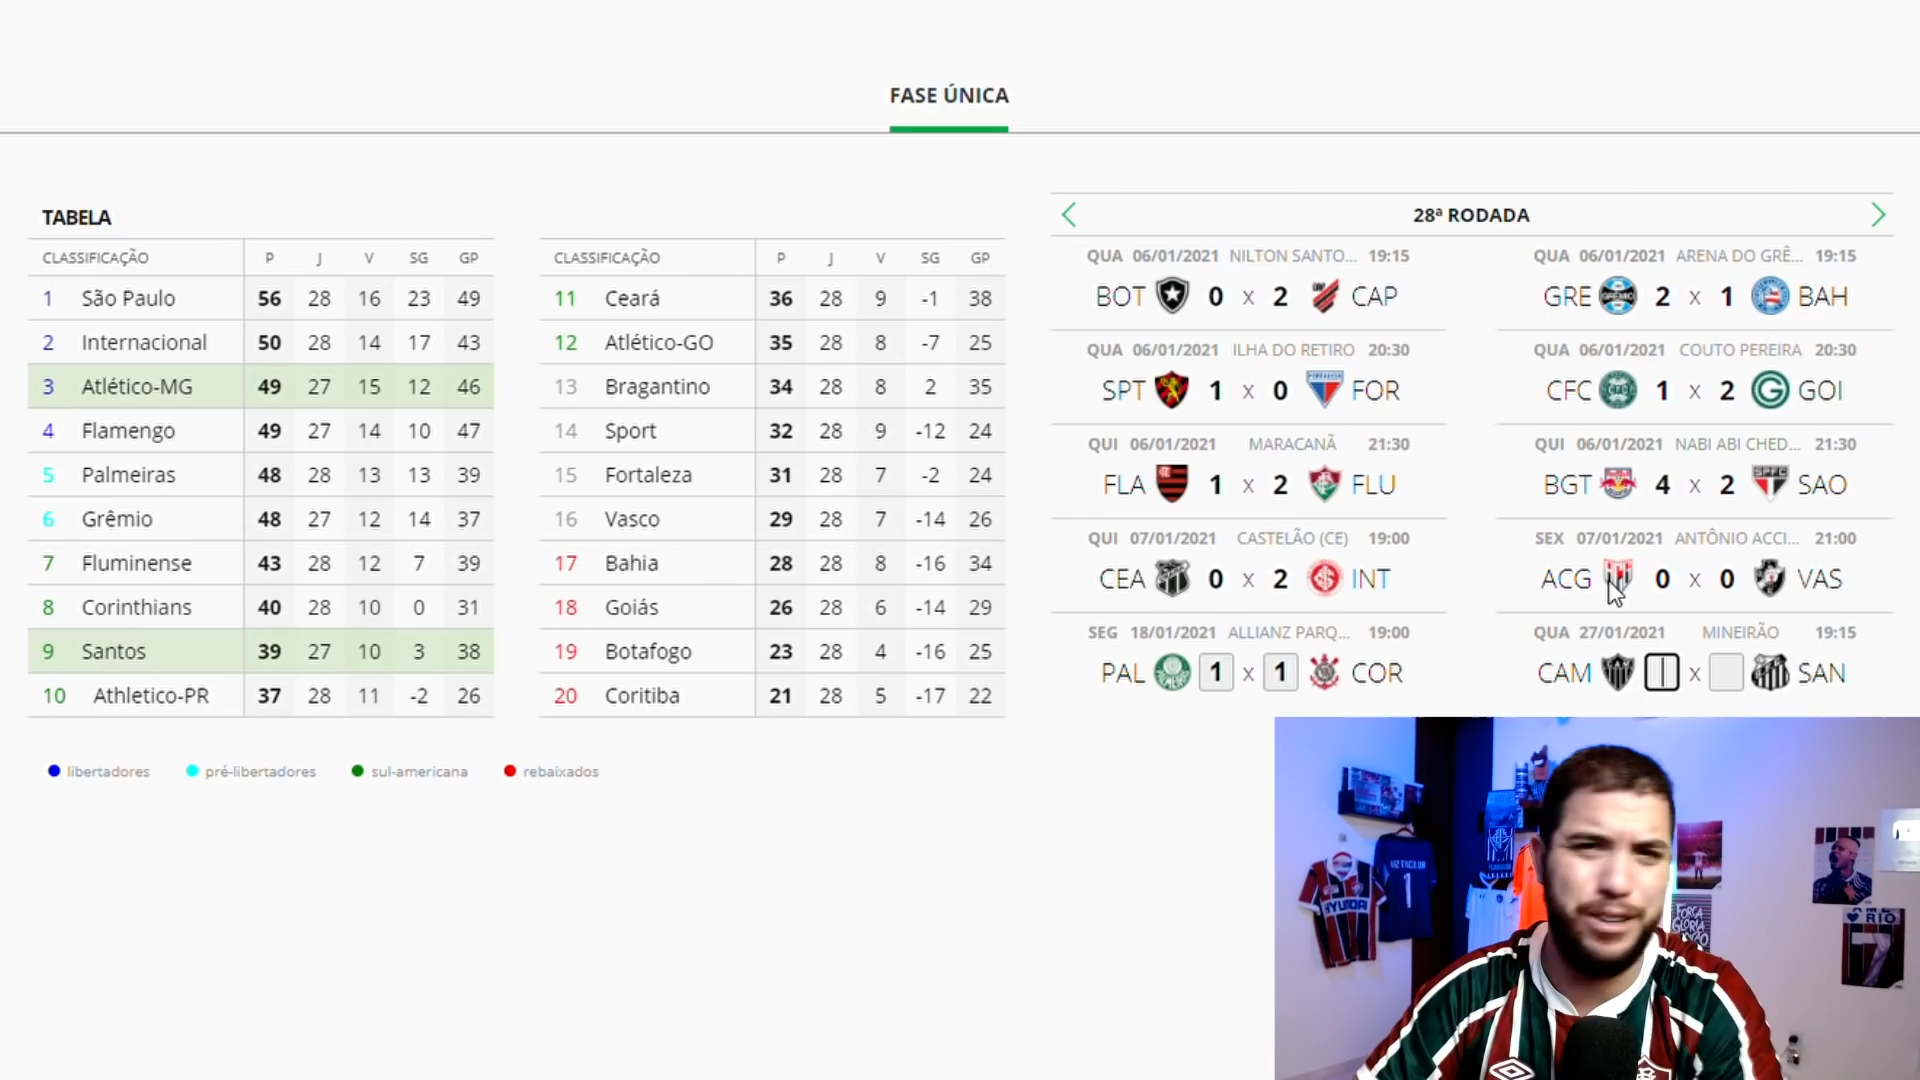 FASE ÚNICA
TABELA
CLASSIFICAÇÃO P J V SG GP
1 São Paulo 56 28 16 23 49
2 Internacional 50 28 14 17 43
3 Atlético-MG 49 27 15 12 46
4 Flamengo 49 27 14 10 47
5 Palmeiras 48 28 13 13 39
6 Grêmio 48 27 12 14 37
7 Fluminense 43 28 12 7 39
8 Corinthians 40 28 10 0 31
9 Santos 39 27 10 3 38
10 Athletico-PR 37 28 11 -2 26
CLASSIFICAÇÃO P J V SG GP
11 Ceará 36 28 9 -1 38
12 Atlético-GO 35 28 8 -7 25
13 Bragantino 34 28 8 2 35
14 Sport 32 28 9 -12 24
15 Fortaleza 31 28 7 -2 24
16 Vasco 29 28 7 -14 26
17 Bahia 28 28 8 -16 34
18 Goiás 26 28 6 -14 29
19 Botafogo 23 28 4 -16 25
20 Coritiba 21 28 5 -17 22
libertadores pré-libertadores sul-americana rebaixados
28ª RODADA
QUA 06/01/2021 NILTON SANTO... 19:15
BOT 0 x 2 CAP
QUA 06/01/2021 ARENA DO GRÊ... 19:15
GRE 2 x 1 BAH
QUA 06/01/2021 ILHA DO RETIRO 20:30
SPT 1 x 0 FOR
QUA 06/01/2021 COUTO PEREIRA 20:30
CFC 1 x 2 GOI
QUI 06/01/2021 MARACANÃ 21:30
FLA 1 x 2 FLU
QUI 06/01/2021 NABI ABI CHED... 21:30
BGT 4 x 2 SAO
QUI 07/01/2021 CASTELÃO (CE) 19:00
CEA 0 x 2 INT
SEX 07/01/2021 ANTÔNIO ACCI... 21:00
ACG 0 x 0 VAS
SEG 18/01/2021 ALLIANZ PARQ... 19:00
PAL 1 x 1 COR
QUA 27/01/2021 MINEIRÃO 19:15
CAM x SAN
HYUNDAI
1
FORÇA
GLÓRIA
RIO